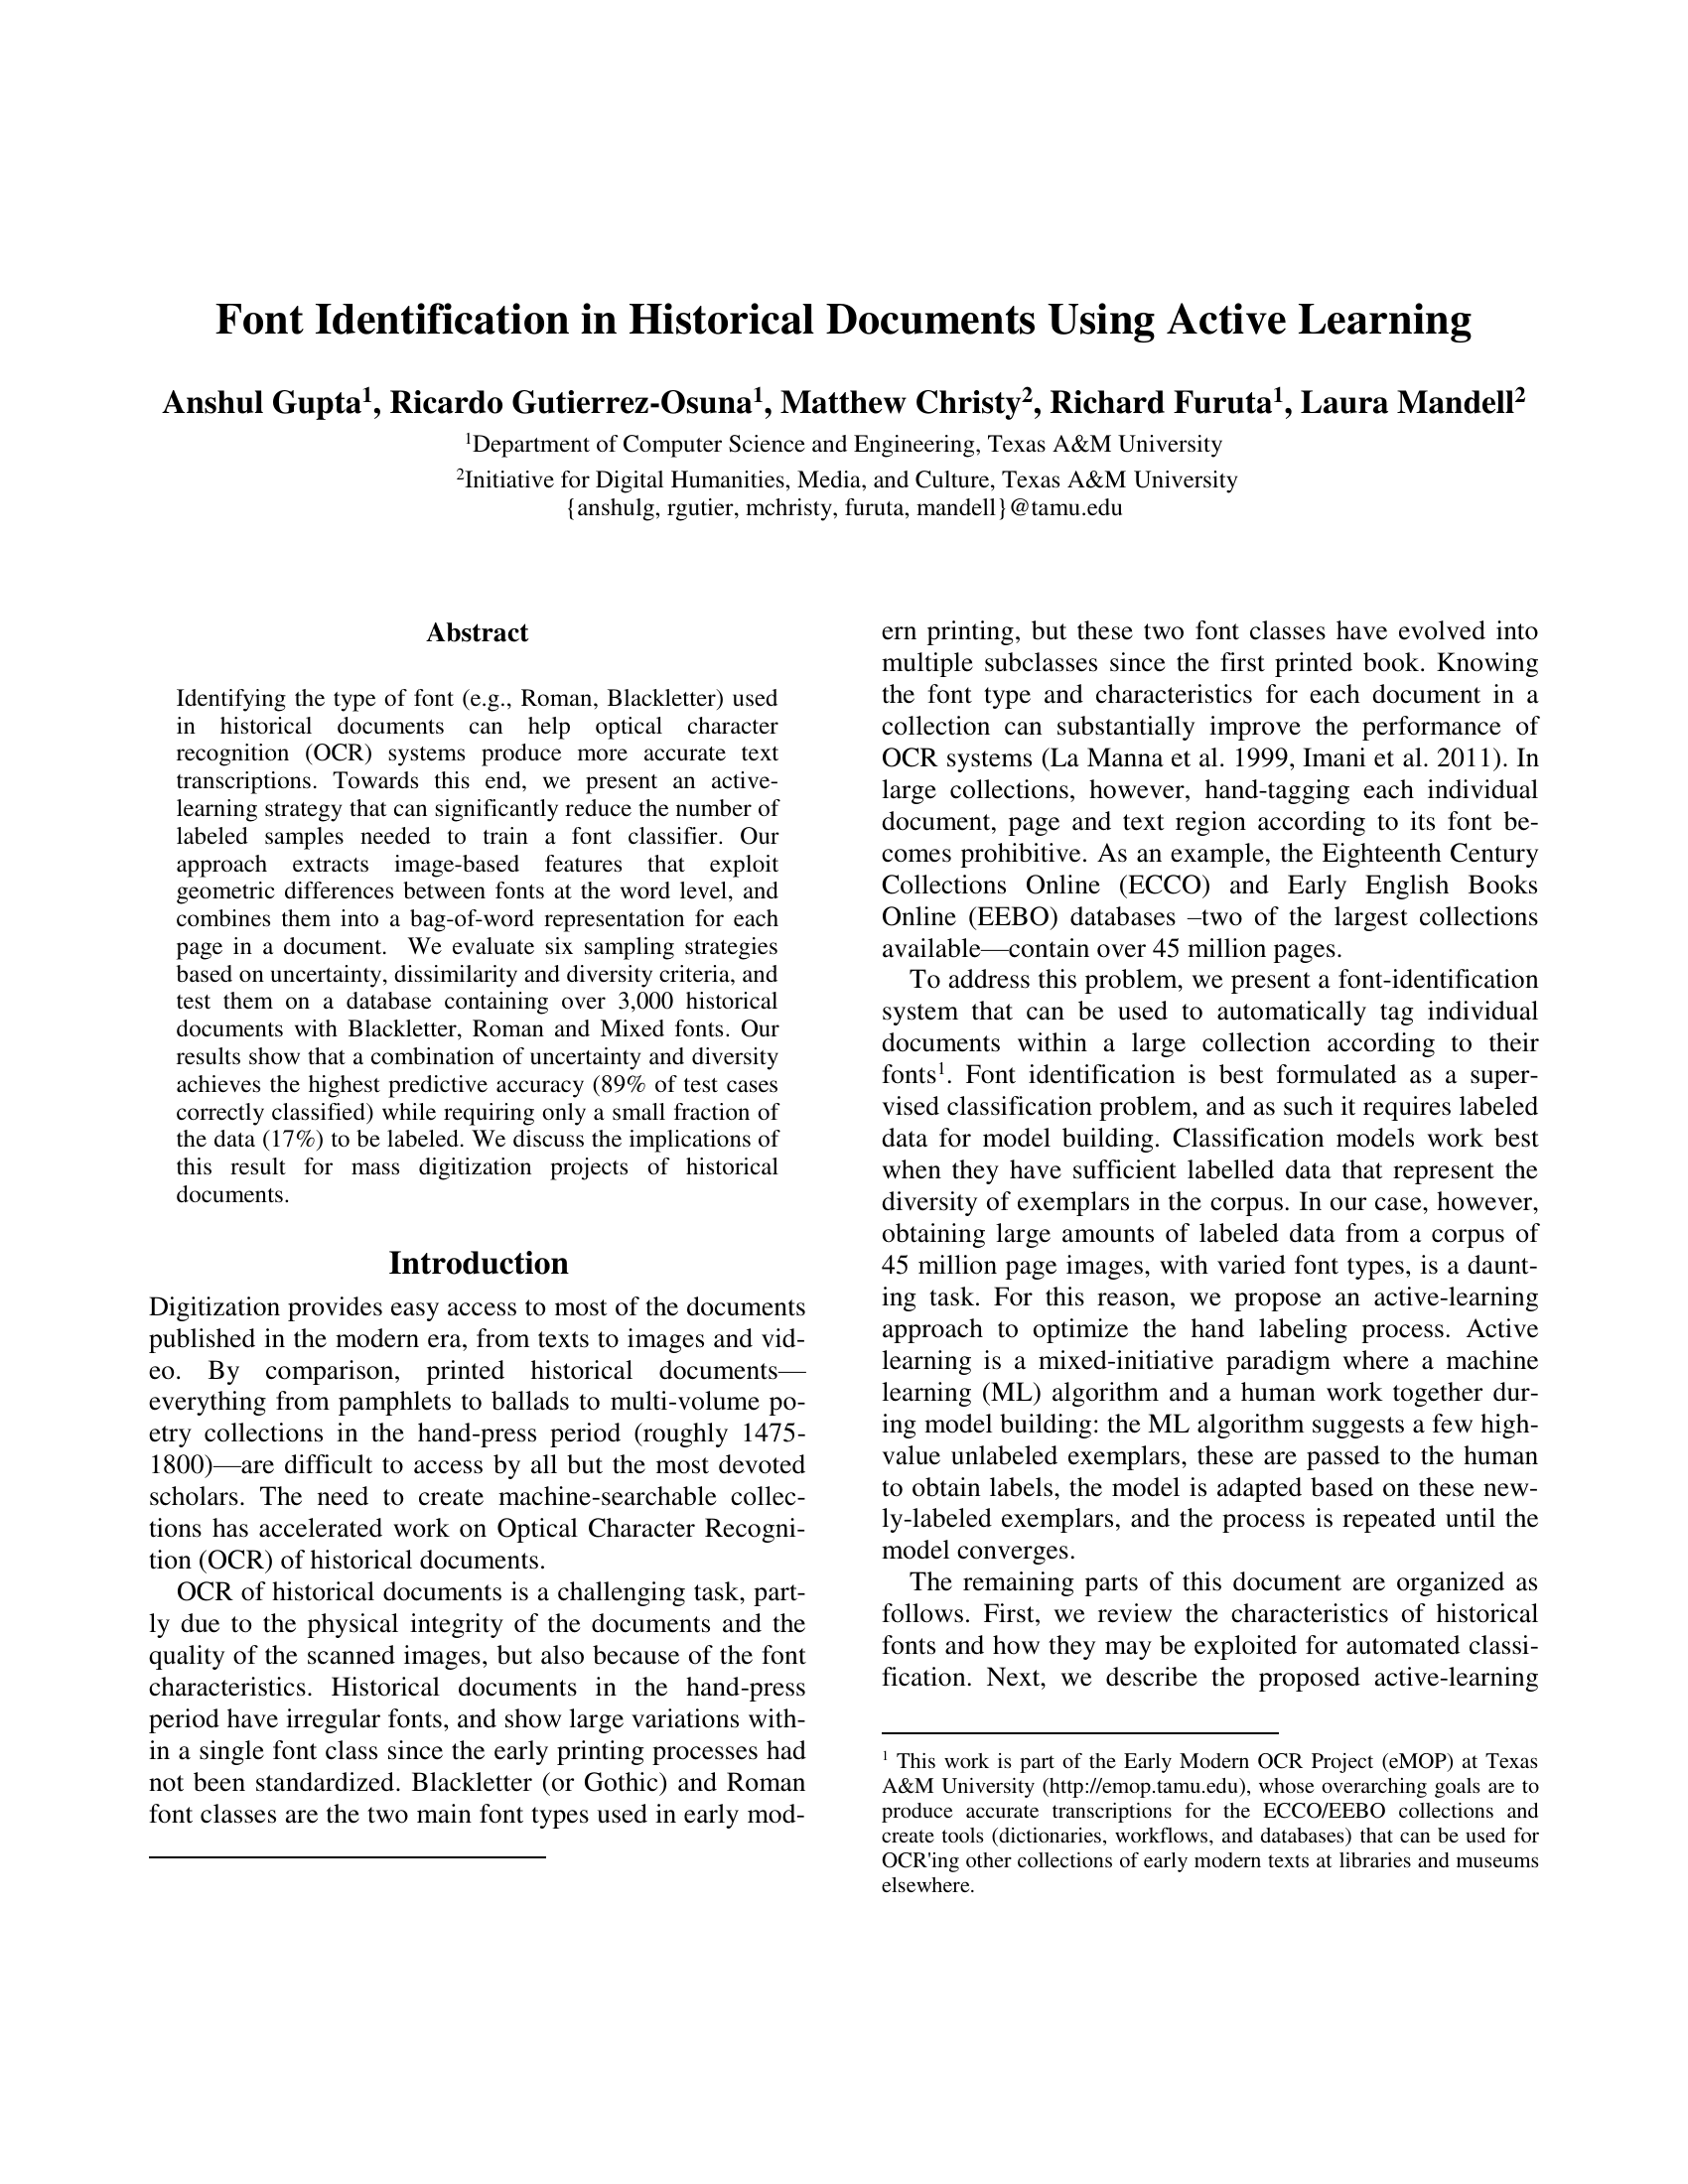 Font Identification in Historical Documents Using Active Learning
Anshul Gupta¹, Ricardo Gutierrez-Osuna¹, Matthew Christy², Richard Furuta¹, Laura Mandell²
¹Department of Computer Science and Engineering, Texas A&M University
²Initiative for Digital Humanities, Media, and Culture, Texas A&M University
{anshulg, rgutier, mchristy, furuta, mandell}@tamu.edu
Abstract
Identifying the type of font (e.g., Roman, Blackletter) used
in historical documents can help optical character
recognition (OCR) systems produce more accurate text
transcriptions. Towards this end, we present an active-
learning strategy that can significantly reduce the number of
labeled samples needed to train a font classifier. Our
approach extracts image-based features that exploit
geometric differences between fonts at the word level, and
combines them into a bag-of-word representation for each
page in a document. We evaluate six sampling strategies
based on uncertainty, dissimilarity and diversity criteria, and
test them on a database containing over 3,000 historical
documents with Blackletter, Roman and Mixed fonts. Our
results show that a combination of uncertainty and diversity
achieves the highest predictive accuracy (89% of test cases
correctly classified) while requiring only a small fraction of
the data (17%) to be labeled. We discuss the implications of
this result for mass digitization projects of historical
documents.
Introduction
Digitization provides easy access to most of the documents
published in the modern era, from texts to images and vid-
eo. By comparison, printed historical documents—
everything from pamphlets to ballads to multi-volume po-
etry collections in the hand-press period (roughly 1475-
1800)—are difficult to access by all but the most devoted
scholars. The need to create machine-searchable collec-
tions has accelerated work on Optical Character Recogni-
tion (OCR) of historical documents.
OCR of historical documents is a challenging task, part-
ly due to the physical integrity of the documents and the
quality of the scanned images, but also because of the font
characteristics. Historical documents in the hand-press
period have irregular fonts, and show large variations with-
in a single font class since the early printing processes had
not been standardized. Blackletter (or Gothic) and Roman
font classes are the two main font types used in early mod-
ern printing, but these two font classes have evolved into
multiple subclasses since the first printed book. Knowing
the font type and characteristics for each document in a
collection can substantially improve the performance of
OCR systems (La Manna et al. 1999, Imani et al. 2011). In
large collections, however, hand-tagging each individual
document, page and text region according to its font be-
comes prohibitive. As an example, the Eighteenth Century
Collections Online (ECCO) and Early English Books
Online (EEBO) databases –two of the largest collections
available—contain over 45 million pages.
To address this problem, we present a font-identification
system that can be used to automatically tag individual
documents within a large collection according to their
fonts¹. Font identification is best formulated as a super-
vised classification problem, and as such it requires labeled
data for model building. Classification models work best
when they have sufficient labelled data that represent the
diversity of exemplars in the corpus. In our case, however,
obtaining large amounts of labeled data from a corpus of
45 million page images, with varied font types, is a daunt-
ing task. For this reason, we propose an active-learning
approach to optimize the hand labeling process. Active
learning is a mixed-initiative paradigm where a machine
learning (ML) algorithm and a human work together dur-
ing model building: the ML algorithm suggests a few high-
value unlabeled exemplars, these are passed to the human
to obtain labels, the model is adapted based on these new-
ly-labeled exemplars, and the process is repeated until the
model converges.
The remaining parts of this document are organized as
follows. First, we review the characteristics of historical
fonts and how they may be exploited for automated classi-
fication. Next, we describe the proposed active-learning
¹ This work is part of the Early Modern OCR Project (eMOP) at Texas
A&M University (http://emop.tamu.edu), whose overarching goals are to
produce accurate transcriptions for the ECCO/EEBO collections and
create tools (dictionaries, workflows, and databases) that can be used for
OCR'ing other collections of early modern texts at libraries and museums
elsewhere.